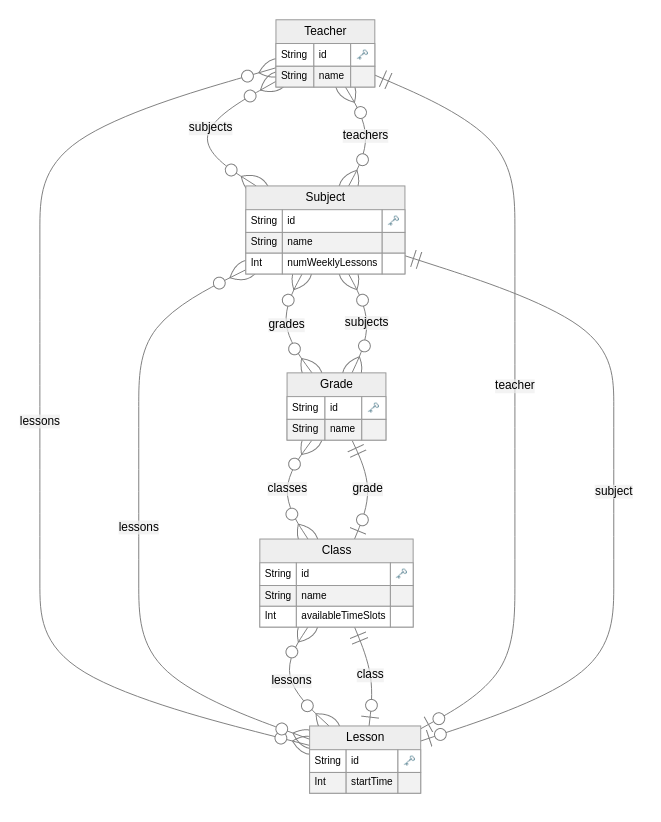 Teacher
String id
String name
subjects
teachers
Subject
String id
String name
Int numWeeklyLessons
grades
subjects
Grade
String id
String name
teacher
lessons
classes
grade
subject
lessons
Class
String id
String name
Int availableTimeSlots
lessons
class
Lesson
String id
Int startTime